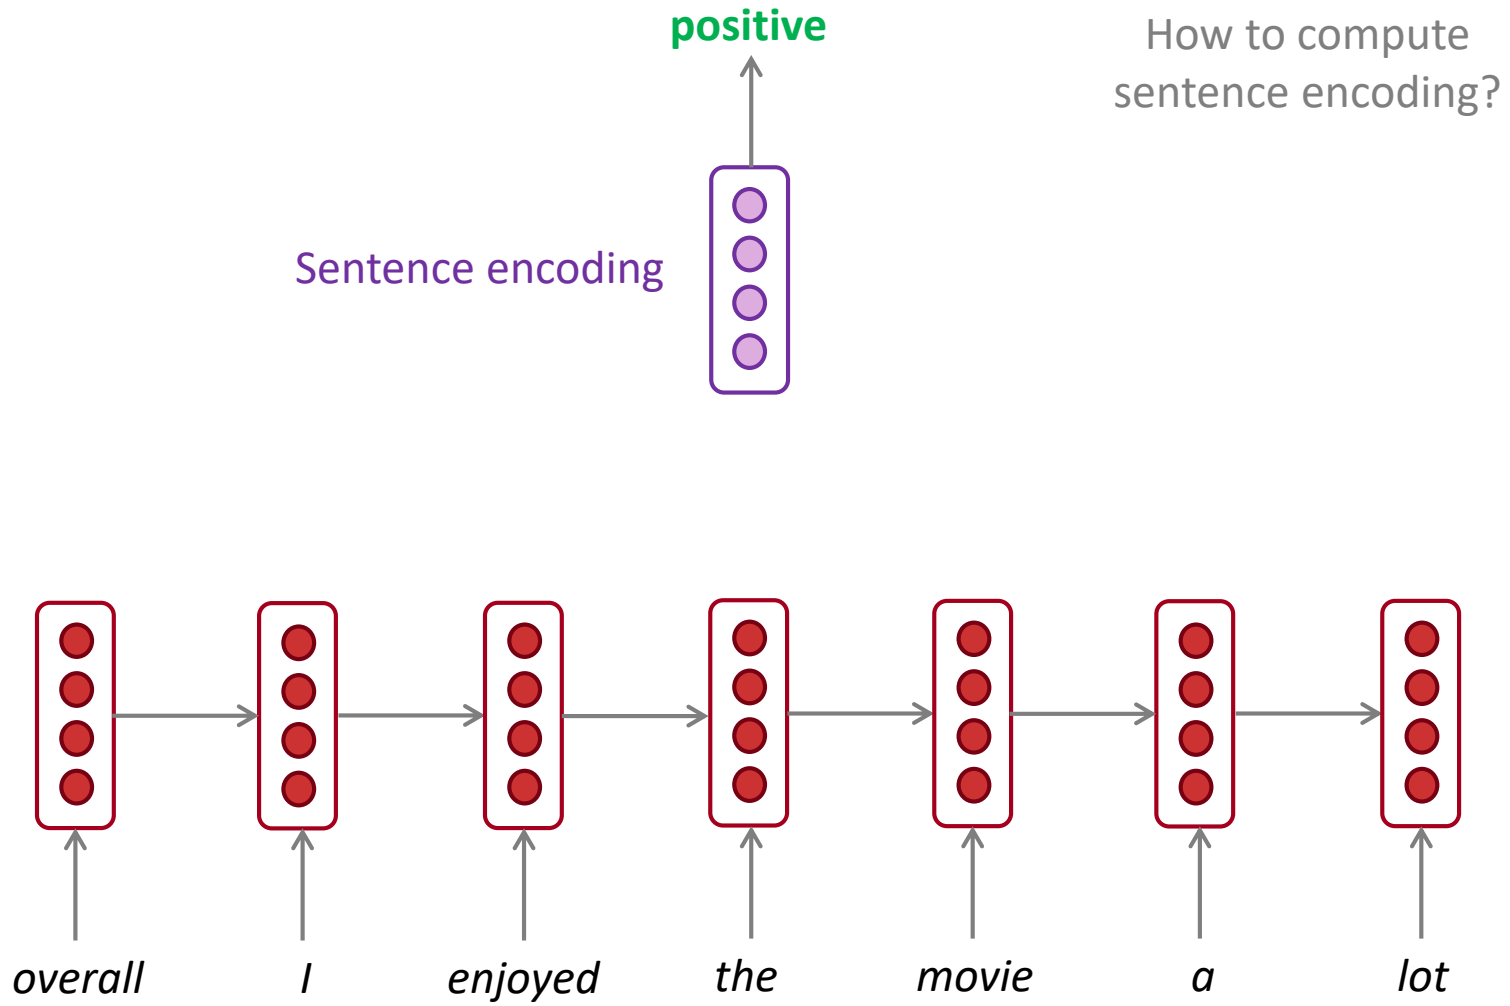 positive
How to compute
sentence encoding?
Sentence encoding
overall I enjoyed the movie a lot